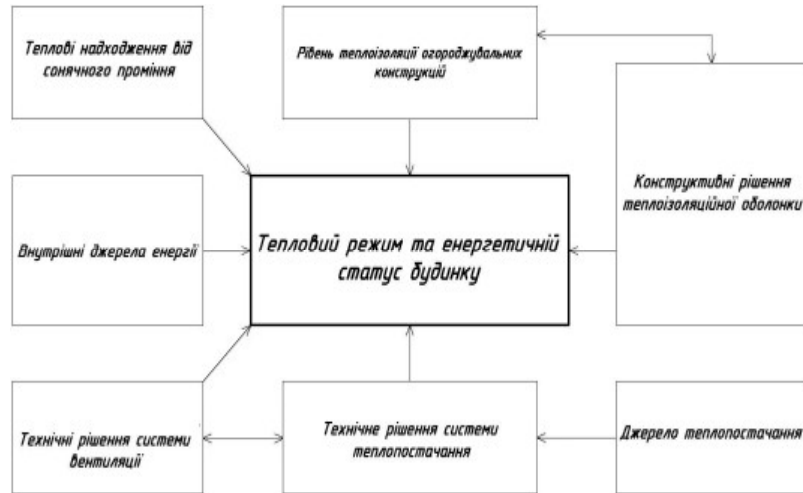 Теплові надходження від
сонячного проміння
Рівень теплоізоляції огороджувальних
конструкцій
Конструктивні рішення
теплоізоляційної оболонки
Внутрішні джерела енергії
Тепловий режим та енергетичній
статус будинку
Технічні рішення системи
вентиляції
Технічне рішення системи
теплопостачання
Джерело теплопостачання